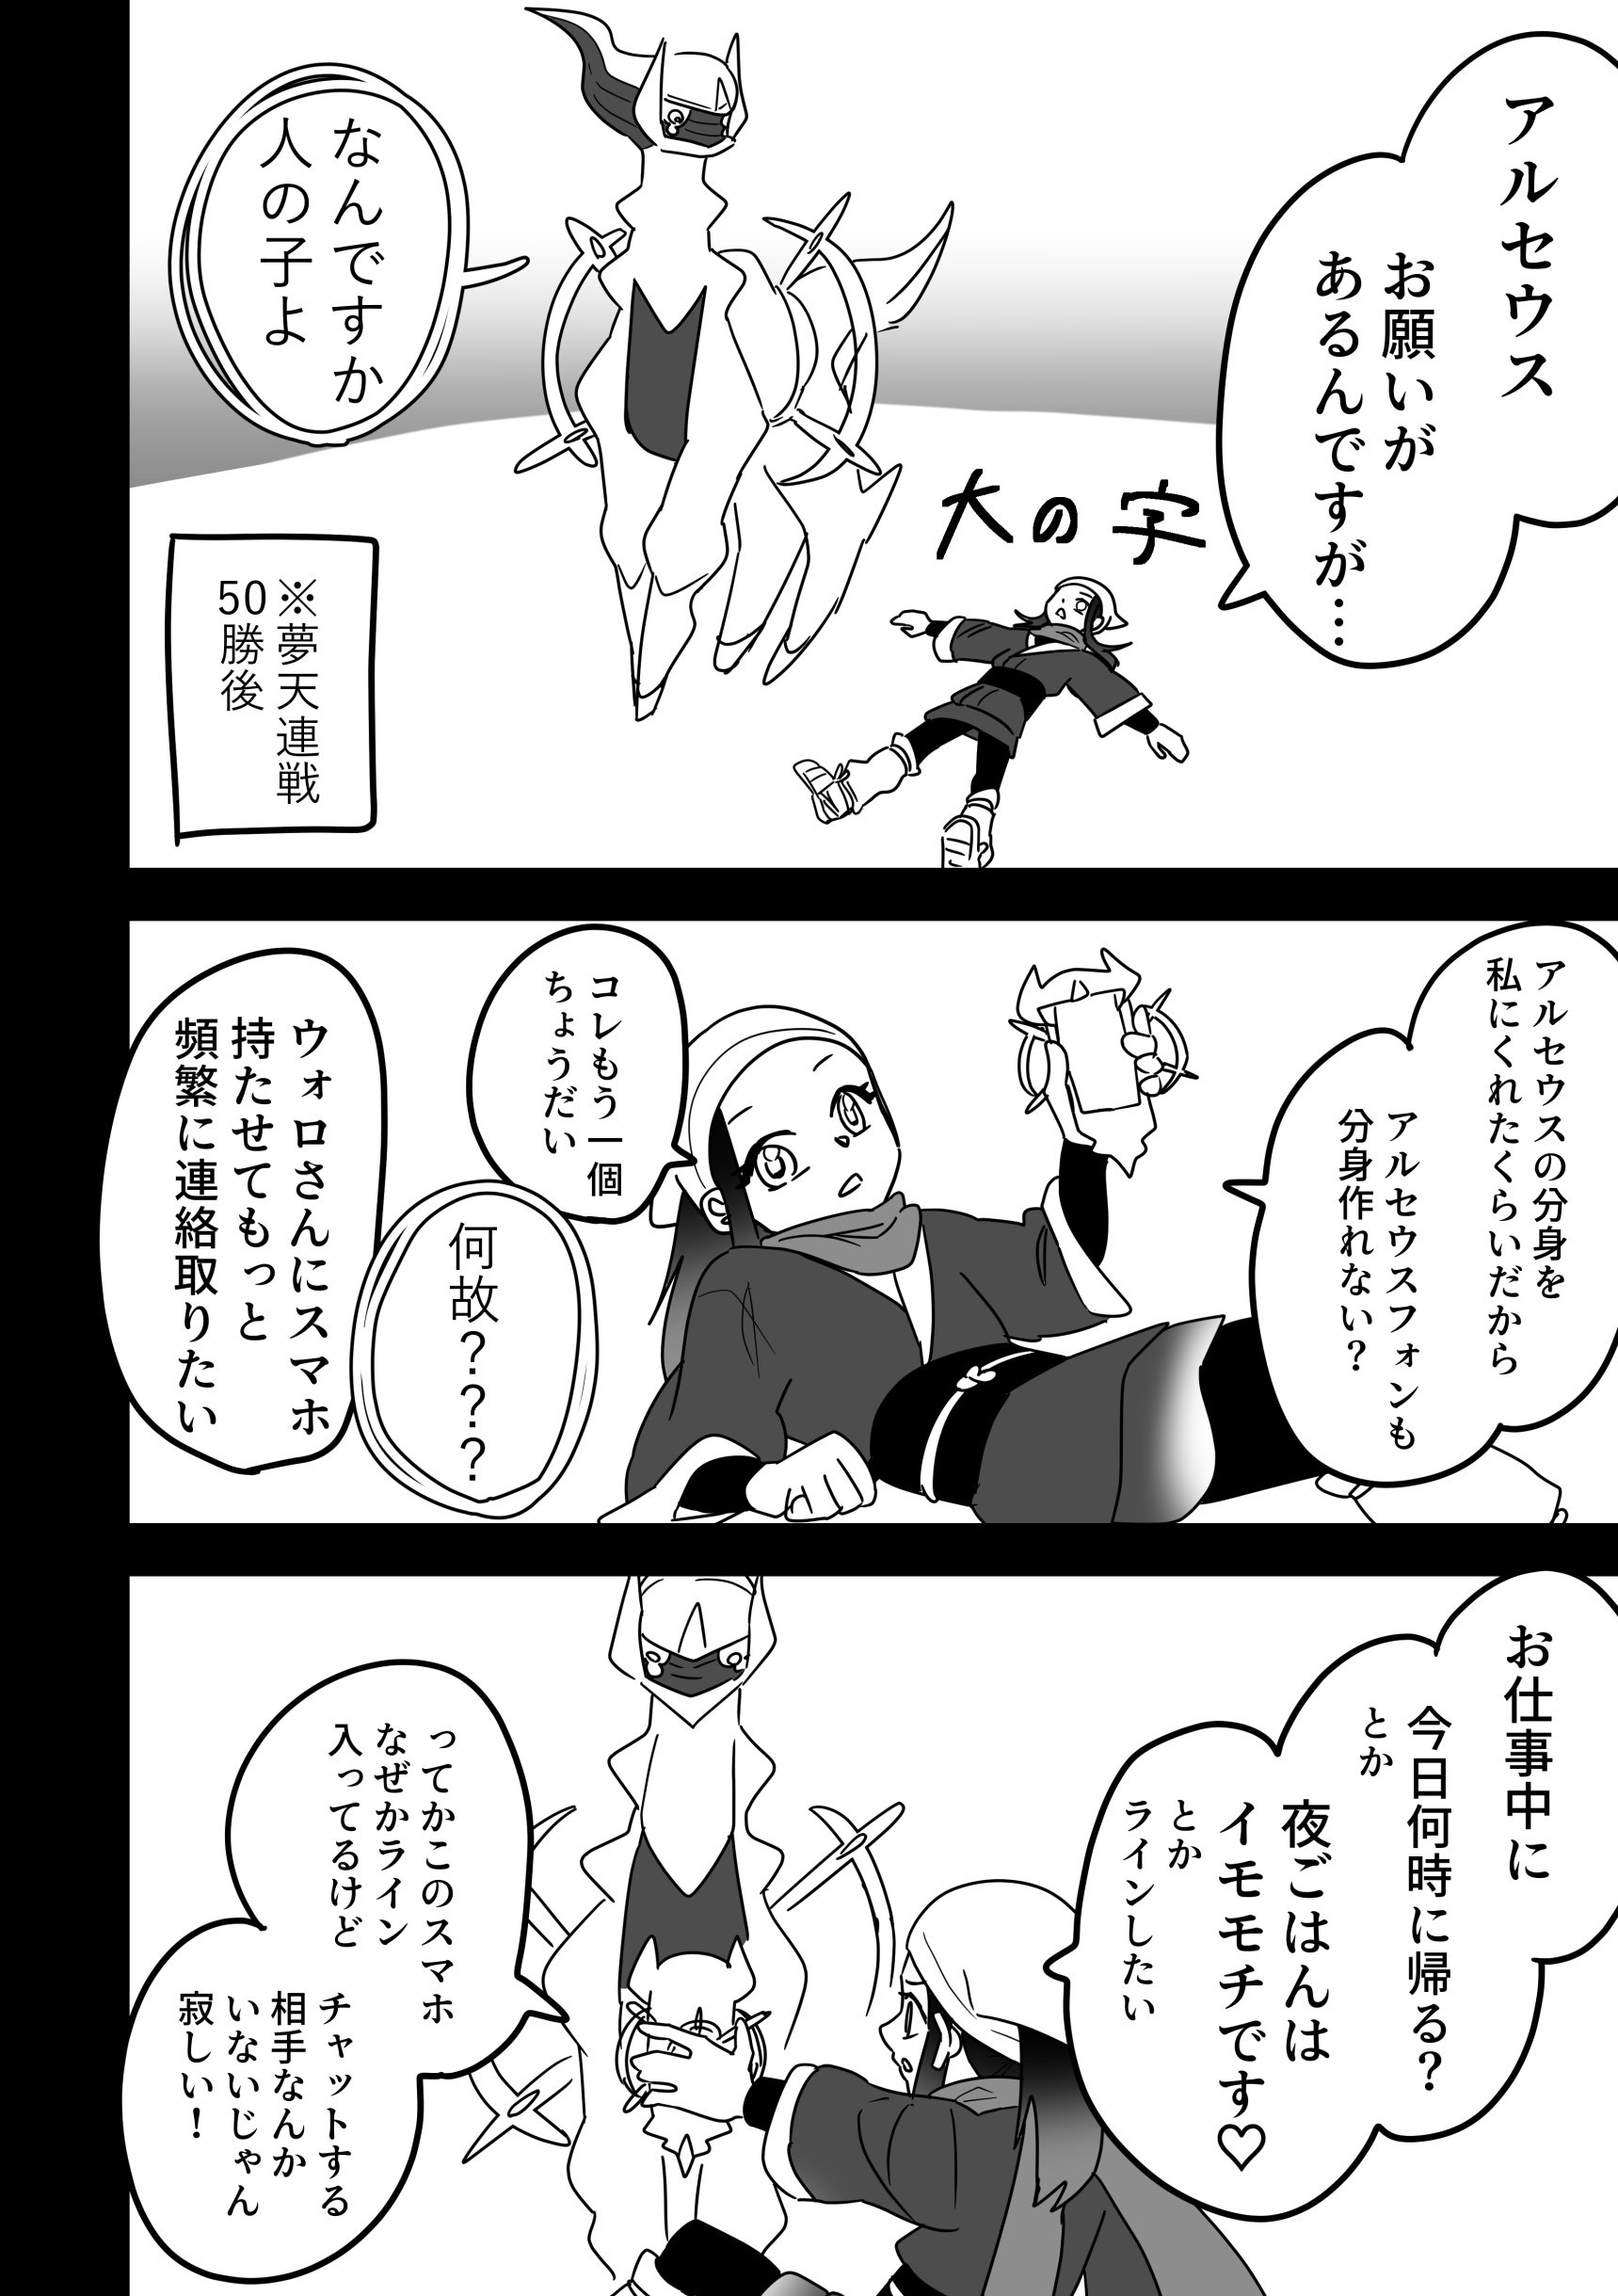 アルセウス
お願いが
あるんですが…
なんですか
人の子よ
大の字
※夢天連戦
50勝後
アルセウスの分身を
私にくれたくらいだから
アルセウスフォンも
分身作れない？
コレもう一個
ちょうだい
何故？？？
ウォロさんにスマホ
持たせてもっと
頻繁に連絡取りたい
お仕事中に
今日何時に帰る？
とか
夜ごはんは
イモモチです♡
とか
ラインしたい
ってかこのスマホ
なぜかライン
入ってるけど
チャットする
相手なんか
いないじゃん
寂しい！